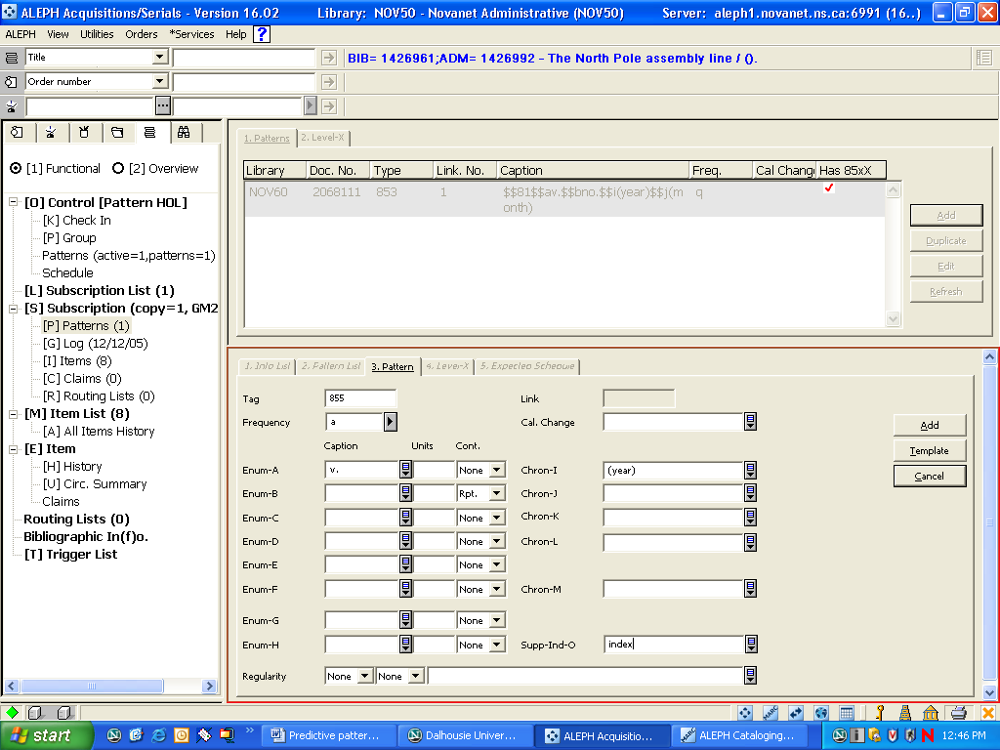 ALEPH Acquisitions/Serials - Version 16.02 Library: NOV50 - Novanet Administrative (NOV50) Server: aleph1.novanet.ns.ca:6991 (16..)
ALEPH View Utilities Orders *Services Help ?
Title
BIB= 1426961;ADM= 1426992 - The North Pole assembly line / ().
Order number
[1] Functional [2] Overview
[O] Control [Pattern HOL]
[K] Check In
[P] Group
Patterns (active=1,patterns=1)
Schedule
[L] Subscription List (1)
[S] Subscription (copy=1, GM2
[P] Patterns (1)
[G] Log (12/12/05)
[I] Items (8)
[C] Claims (0)
[R] Routing Lists (0)
[M] Item List (8)
[A] All Items History
[E] Item
[H] History
[U] Circ. Summary
Claims
Routing Lists (0)
Bibliographic In(f)o.
[T] Trigger List
1. Patterns 2. Level-X
Library Doc. No. Type Link. No. Caption Freq. Cal Chang Has 85xX
NOV60 2068111 853 1 $$81$$av.$$bno.$$i(year)$$j(m q
onth)
Add
Duplicate
Edit
Refresh
1. Info List 2. Pattern List 3. Pattern 4. Level-X 5. Expected Schedule
Tag 855 Link
Frequency a Cal. Change
Caption Units Cont.
Enum-A v. None Chron-I (year)
Enum-B Rpt. Chron-J
Enum-C None Chron-K
Enum-D None Chron-L
Enum-E None
Enum-F None Chron-M
Enum-G None
Enum-H None Supp-Ind-O index
Regularity None None
Add
Template
Cancel
start Predictive patter... Dalhousie Univer... ALEPH Acquisitio... ALEPH Cataloging... 12:46 PM